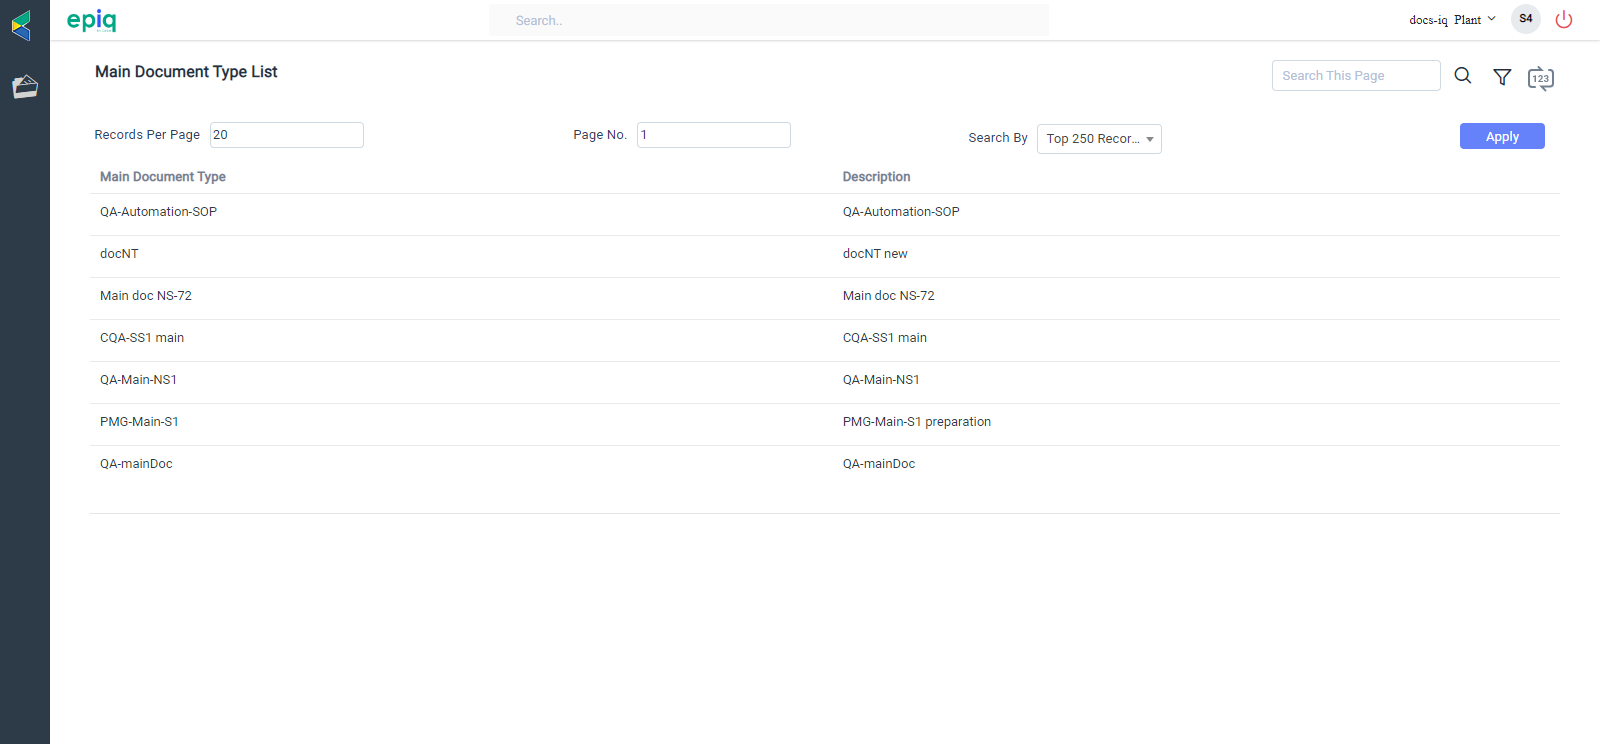 epiq
Search..
docs-iq Plant
S4
Main Document Type List
Search This Page
123
Records Per Page 20
Page No. 1
Search By Top 250 Recor...
Apply
Main Document Type Description
QA-Automation-SOP QA-Automation-SOP
docNT docNT new
Main doc NS-72 Main doc NS-72
CQA-SS1 main CQA-SS1 main
QA-Main-NS1 QA-Main-NS1
PMG-Main-S1 PMG-Main-S1 preparation
QA-mainDoc QA-mainDoc